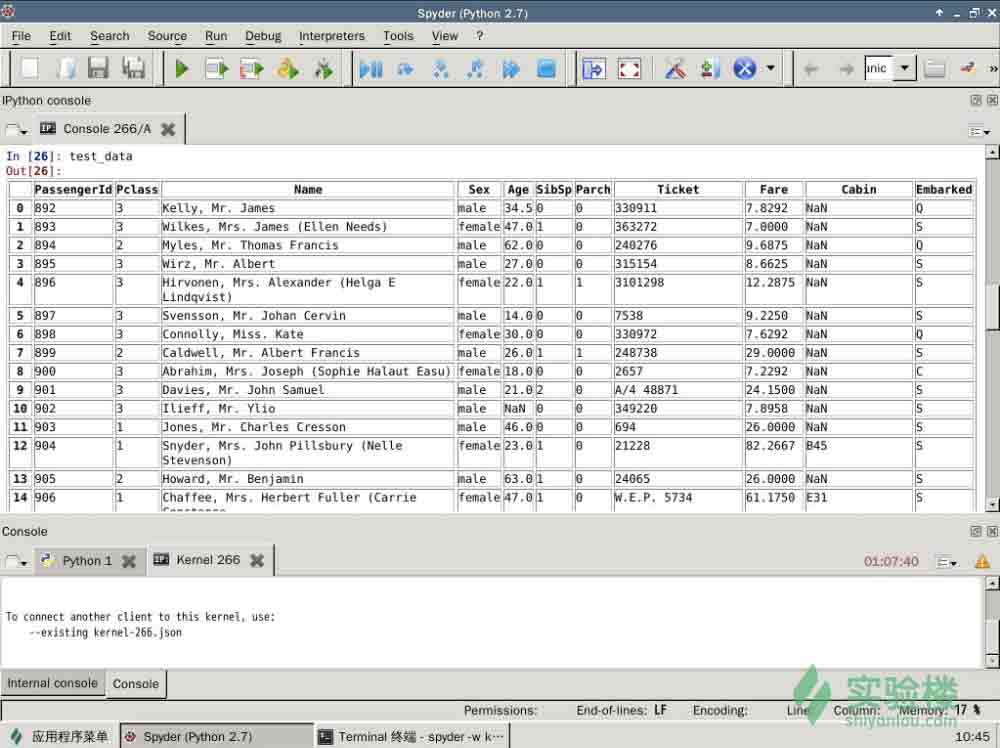 Spyder (Python 2.7)
File Edit Search Source Run Debug Interpreters Tools View ?
anic
IPython console
Console 266/A
In [26]: test_data
Out[26]:
PassengerId Pclass Name Sex Age SibSp Parch Ticket Fare Cabin Embarked
0 892 3 Kelly, Mr. James male 34.5 0 0 330911 7.8292 NaN Q
1 893 3 Wilkes, Mrs. James (Ellen Needs) female 47.0 1 0 363272 7.0000 NaN S
2 894 2 Myles, Mr. Thomas Francis male 62.0 0 0 240276 9.6875 NaN Q
3 895 3 Wirz, Mr. Albert male 27.0 0 0 315154 8.6625 NaN S
4 896 3 Hirvonen, Mrs. Alexander (Helga E female 22.0 1 1 3101298 12.2875 NaN S
Lindqvist)
5 897 3 Svensson, Mr. Johan Cervin male 14.0 0 0 7538 9.2250 NaN S
6 898 3 Connolly, Miss. Kate female 30.0 0 0 330972 7.6292 NaN Q
7 899 2 Caldwell, Mr. Albert Francis male 26.0 1 1 248738 29.0000 NaN S
8 900 3 Abrahim, Mrs. Joseph (Sophie Halaut Easu) female 18.0 0 0 2657 7.2292 NaN C
9 901 3 Davies, Mr. John Samuel male 21.0 2 0 A/4 48871 24.1500 NaN S
10 902 3 Ilieff, Mr. Ylio male NaN 0 0 349220 7.8958 NaN S
11 903 1 Jones, Mr. Charles Cresson male 46.0 0 0 694 26.0000 NaN S
12 904 1 Snyder, Mrs. John Pillsbury (Nelle female 23.0 1 0 21228 82.2667 B45 S
Stevenson)
13 905 2 Howard, Mr. Benjamin male 63.0 1 0 24065 26.0000 NaN S
14 906 1 Chaffee, Mrs. Herbert Fuller (Carrie female 47.0 1 0 W.E.P. 5734 61.1750 E31 S
Console
Python 1 Kernel 266 01:07:40
To connect another client to this kernel, use:
--existing kernel-266.json
Internal console Console
实验楼
shiyanlou.com
Permissions: End-of-lines: LF Encoding: Line Column: Memory: 17 %
应用程序菜单 Spyder (Python 2.7) Terminal 终端 - spyder -w k··· 10:45